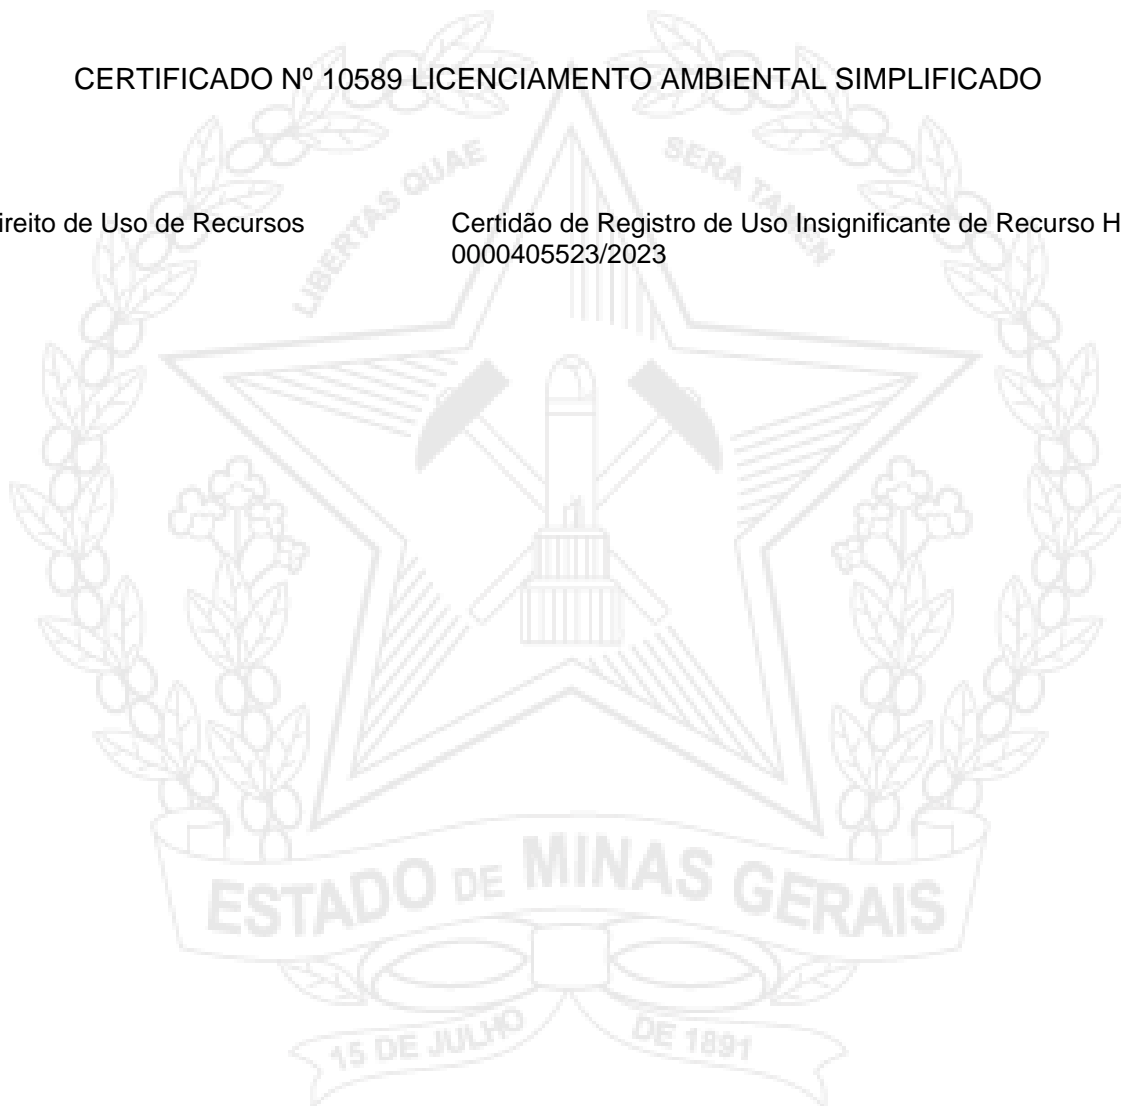 CERTIFICADO Nº 10589 LICENCIAMENTO AMBIENTAL SIMPLIFICADO
LIBERTAS QUAE SERA TAMEN
ireito de Uso de Recursos
Certidão de Registro de Uso Insignificante de Recurso H
0000405523/2023
ESTADO DE MINAS GERAIS
15 DE JULHO DE 1891